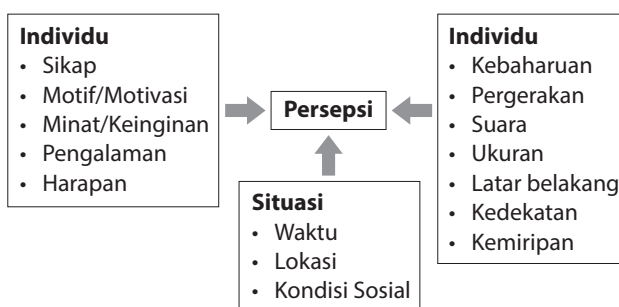 Individu
• Sikap
• Motif/Motivasi
• Minat/Keinginan
• Pengalaman
• Harapan
Persepsi
Individu
• Kebaharuan
• Pergerakan
• Suara
• Ukuran
• Latar belakang
• Kedekatan
• Kemiripan
Situasi
• Waktu
• Lokasi
• Kondisi Sosial